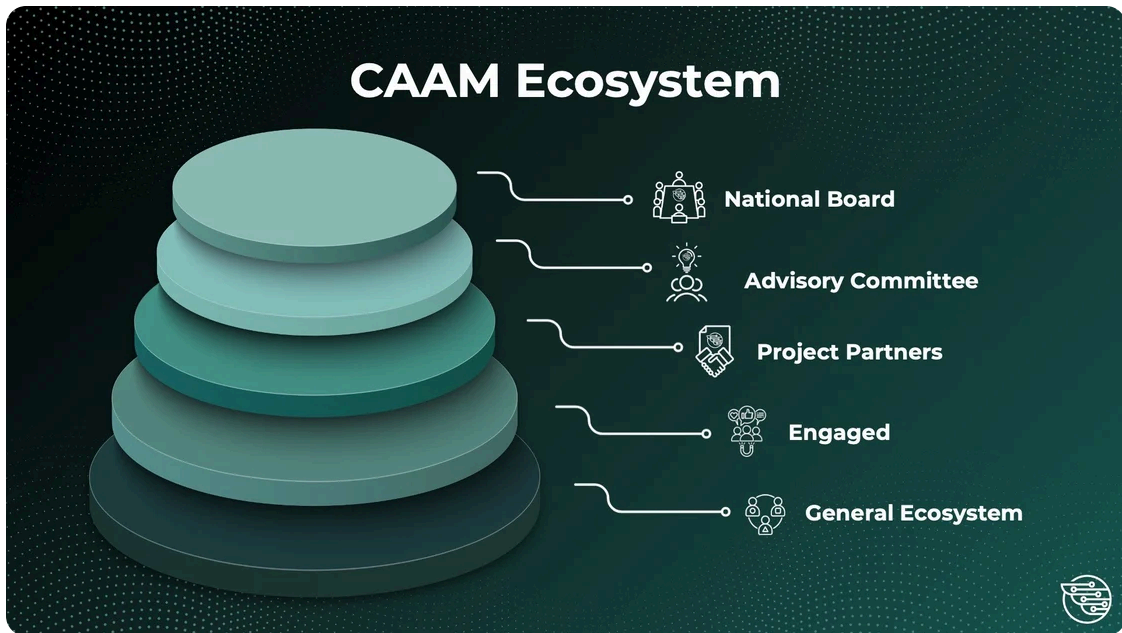 CAAM Ecosystem
National Board
Advisory Committee
Project Partners
Engaged
General Ecosystem